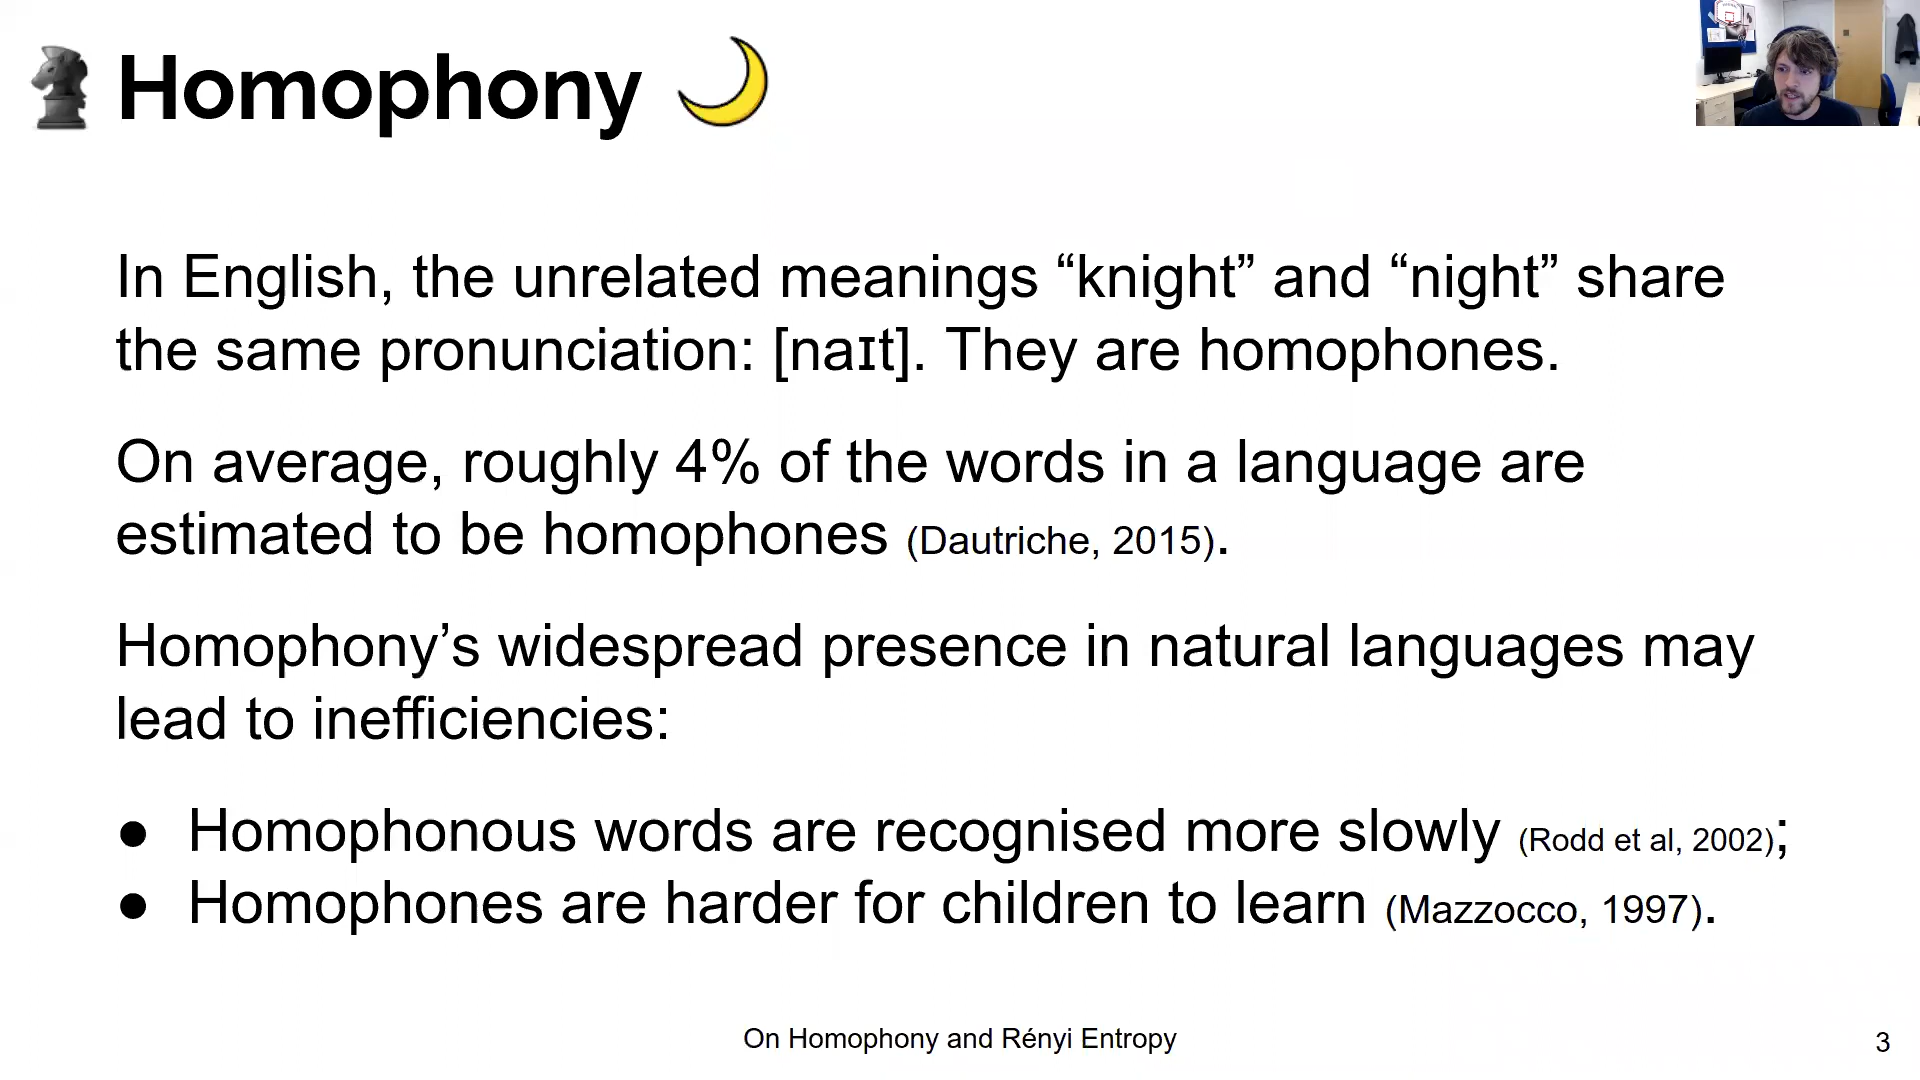 Homophony
In English, the unrelated meanings “knight” and “night” share
the same pronunciation: [naɪt]. They are homophones.
On average, roughly 4% of the words in a language are
estimated to be homophones (Dautriche, 2015).
Homophony’s widespread presence in natural languages may
lead to inefficiencies:
● Homophonous words are recognised more slowly (Rodd et al, 2002);
● Homophones are harder for children to learn (Mazzocco, 1997).
On Homophony and Rényi Entropy
3